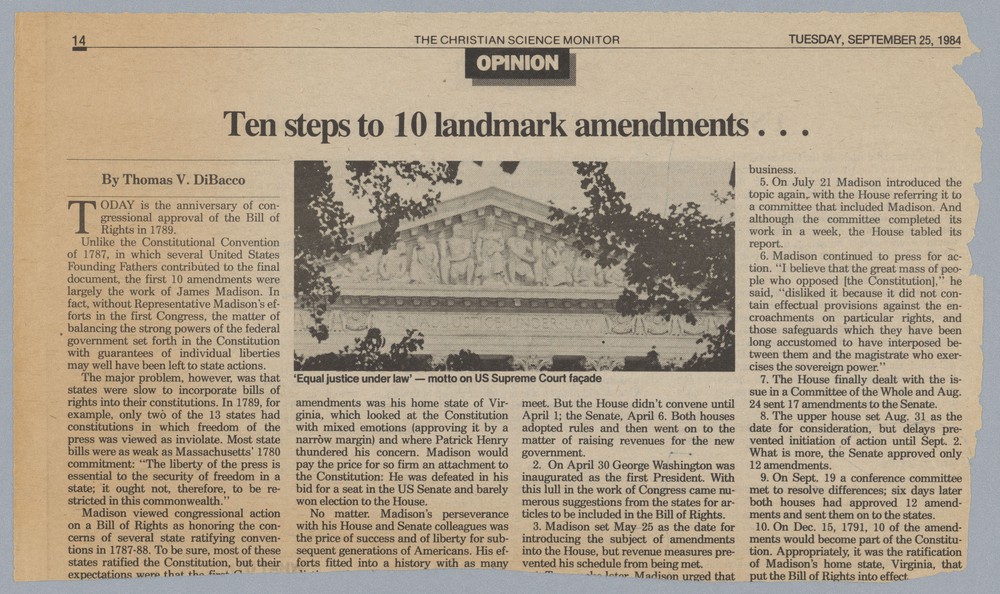 14
THE CHRISTIAN SCIENCE MONITOR
TUESDAY, SEPTEMBER 25, 1984
OPINION
Ten steps to 10 landmark amendments . . .
By Thomas V. DiBacco
TODAY is the anniversary of con-
gressional approval of the Bill of
Rights in 1789.
Unlike the Constitutional Convention
of 1787, in which several United States
Founding Fathers contributed to the final
document, the first 10 amendments were
largely the work of James Madison. In
fact, without Representative Madison's ef-
forts in the first Congress, the matter of
balancing the strong powers of the federal
government set forth in the Constitution
with guarantees of individual liberties
may well have been left to state actions.
The major problem, however, was that
states were slow to incorporate bills of
rights into their constitutions. In 1789, for
example, only two of the 13 states had
constitutions in which freedom of the
press was viewed as inviolate. Most state
bills were as weak as Massachusetts' 1780
commitment: "The liberty of the press is
essential to the security of freedom in a
state; it ought not, therefore, to be re-
stricted in this commonwealth."
Madison viewed congressional action
on a Bill of Rights as honoring the con-
cerns of several state ratifying conven-
tions in 1787-88. To be sure, most of these
states ratified the Constitution, but their
expectations were that the first
'Equal justice under law' — motto on US Supreme Court façade
amendments was his home state of Vir-
ginia, which looked at the Constitution
with mixed emotions (approving it by a
narrow margin) and where Patrick Henry
thundered his concern. Madison would
pay the price for so firm an attachment to
the Constitution: He was defeated in his
bid for a seat in the US Senate and barely
won election to the House.
No matter. Madison's perseverance
with his House and Senate colleagues was
the price of success and of liberty for sub-
sequent generations of Americans. His ef-
forts fitted into a history with as many
meet. But the House didn't convene until
April 1; the Senate, April 6. Both houses
adopted rules and then went on to the
matter of raising revenues for the new
government.
2. On April 30 George Washington was
inaugurated as the first President. With
this lull in the work of Congress came nu-
merous suggestions from the states for ar-
ticles to be included in the Bill of Rights.
3. Madison set May 25 as the date for
introducing the subject of amendments
into the House, but revenue measures pre-
vented his schedule from being met.
later Madison urged that
business.
5. On July 21 Madison introduced the
topic again, with the House referring it to
a committee that included Madison. And
although the committee completed its
work in a week, the House tabled its
report.
6. Madison continued to press for ac-
tion. "I believe that the great mass of peo-
ple who opposed [the Constitution]," he
said, "disliked it because it did not con-
tain effectual provisions against the en-
croachments on particular rights, and
those safeguards which they have been
long accustomed to have interposed be-
tween them and the magistrate who exer-
cises the sovereign power."
7. The House finally dealt with the is-
sue in a Committee of the Whole and Aug.
24 sent 17 amendments to the Senate.
8. The upper house set Aug. 31 as the
date for consideration, but delays pre-
vented initiation of action until Sept. 2.
What is more, the Senate approved only
12 amendments.
9. On Sept. 19 a conference committee
met to resolve differences; six days later
both houses had approved 12 amend-
ments and sent them on to the states.
10. On Dec. 15, 1791, 10 of the amend-
ments would become part of the Constitu-
tion. Appropriately, it was the ratification
of Madison's home state, Virginia, that
put the Bill of Rights into effect.